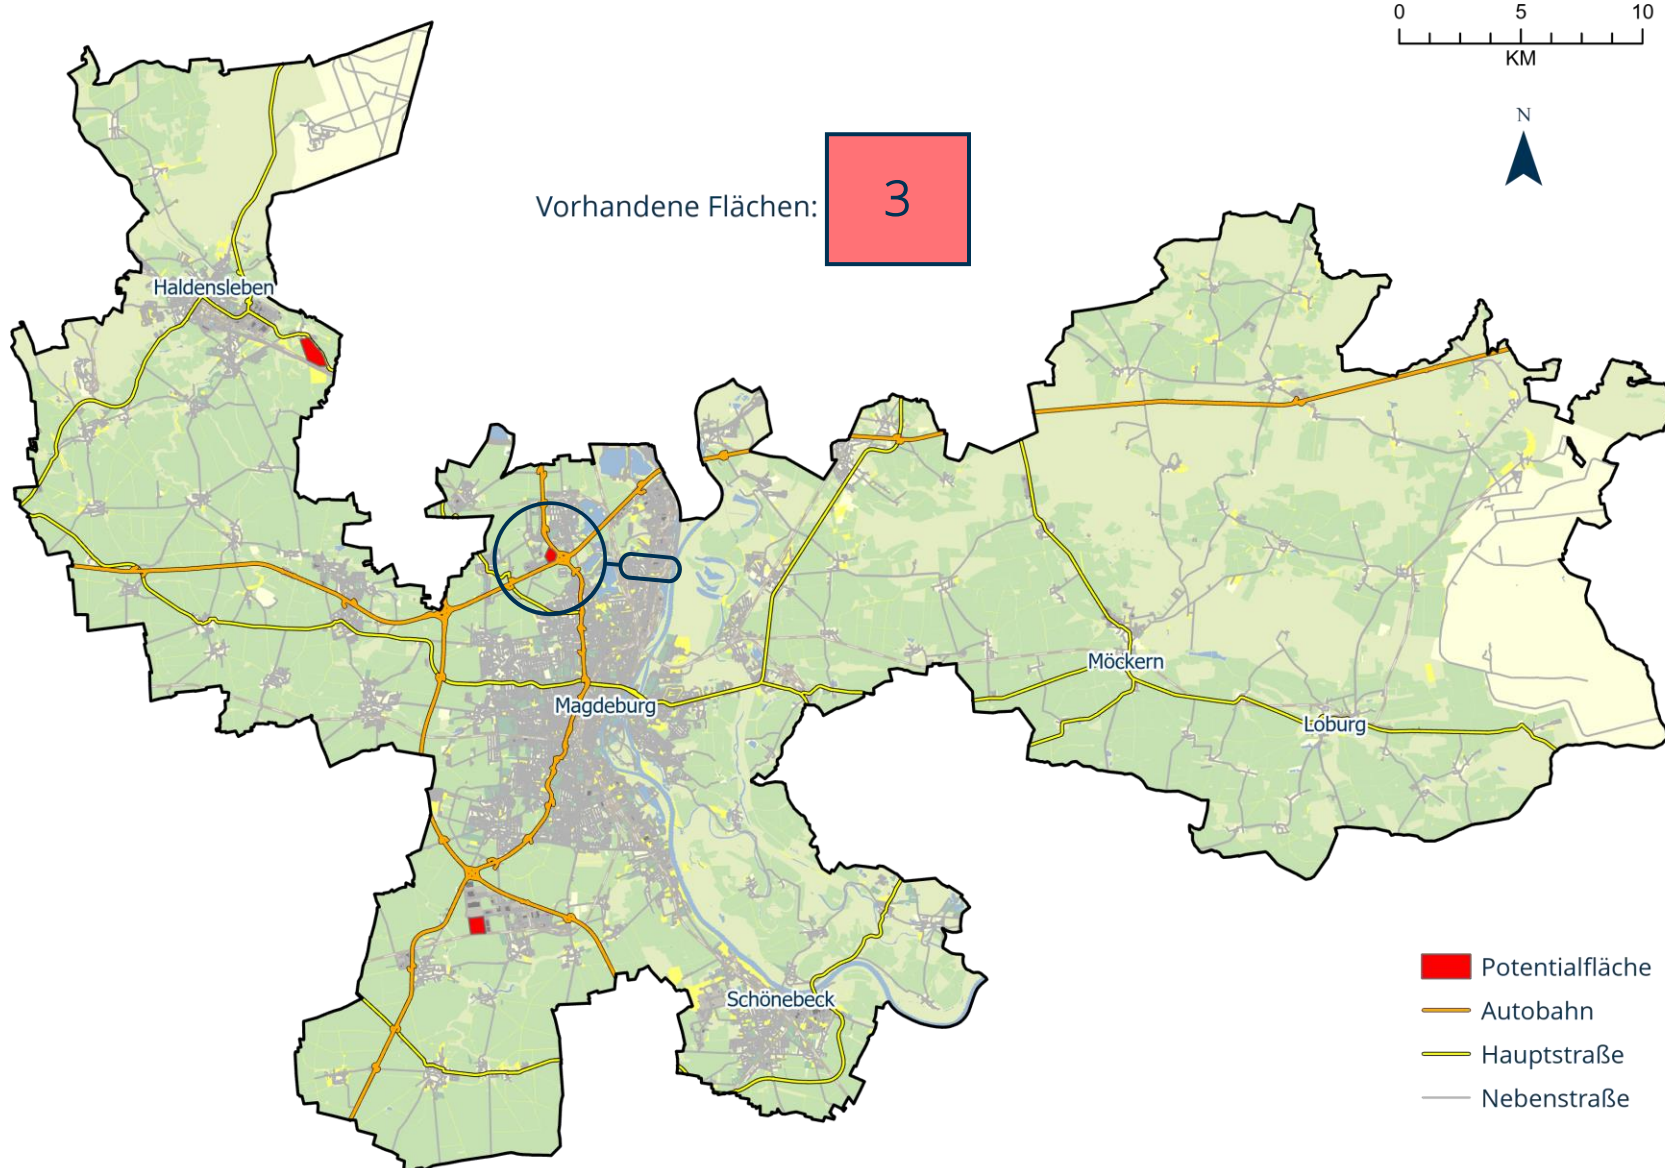 0 5 10
KM
N
Vorhandene Flächen: 3
Haldensleben
Möckern
Magdeburg
Loburg
Schönebeck
Potentialfläche
Autobahn
Hauptstraße
Nebenstraße